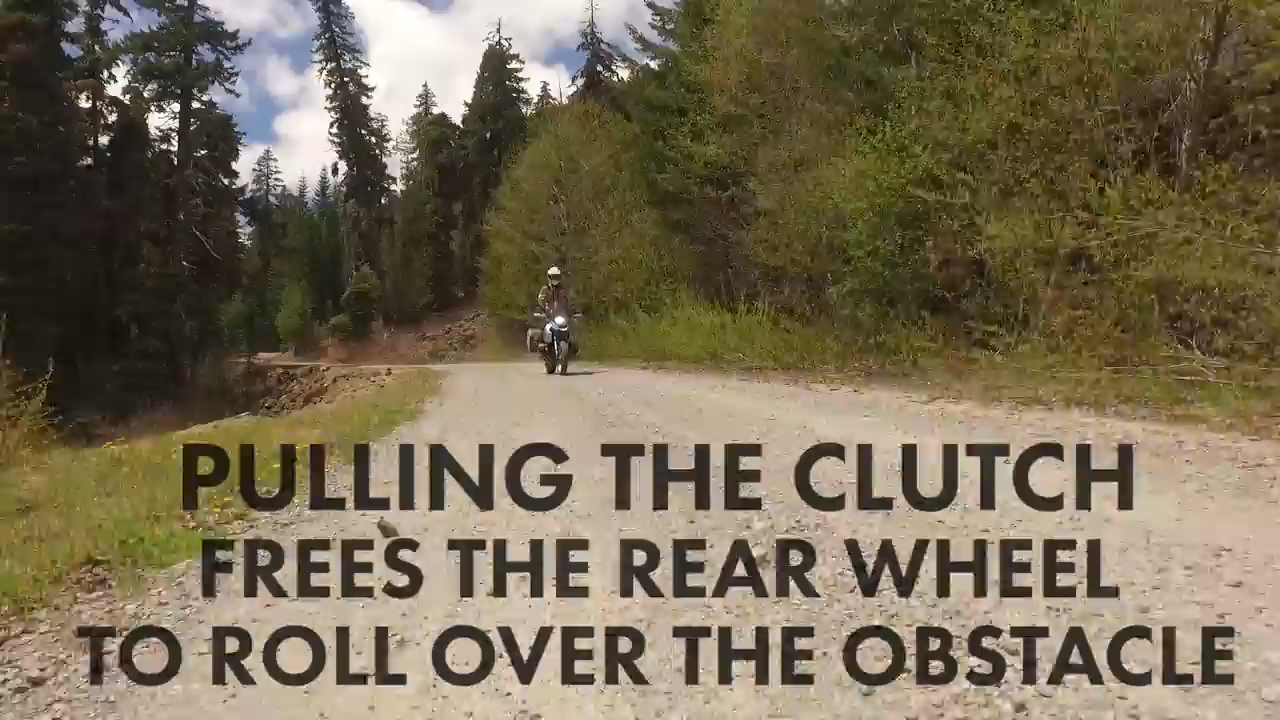 PULLING THE CLUTCH
FREES THE REAR WHEEL
TO ROLL OVER THE OBSTACLE